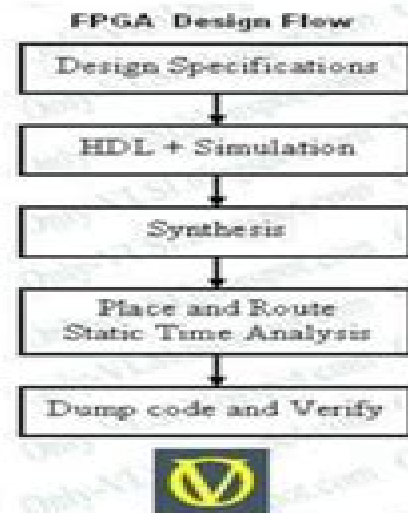 FPGA Design Flow
Design Specifications
HDL + Simulation
Synthesis
Place and Route
Static Time Analysis
Dump code and Verify